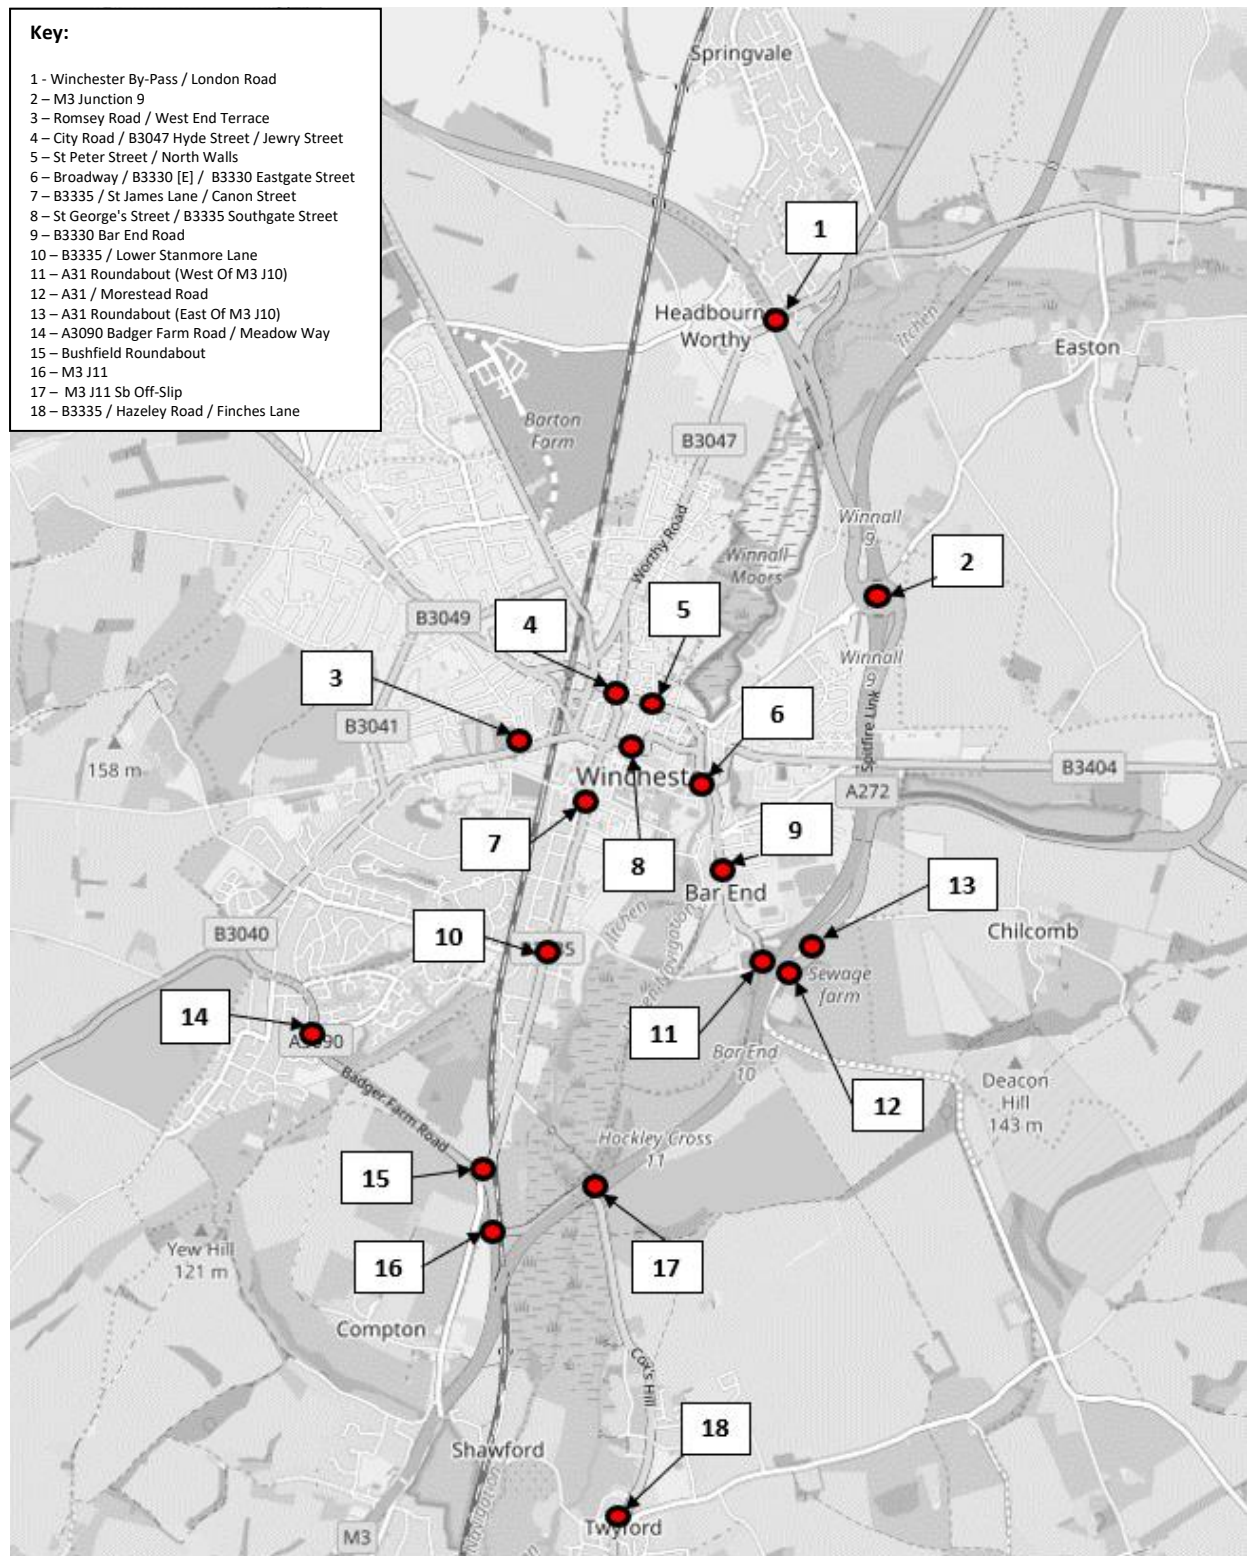 Key:
1 - Winchester By-Pass / London Road
2 – M3 Junction 9
3 – Romsey Road / West End Terrace
4 – City Road / B3047 Hyde Street / Jewry Street
5 – St Peter Street / North Walls
6 – Broadway / B3330 [E] / B3330 Eastgate Street
7 – B3335 / St James Lane / Canon Street
8 – St George's Street / B3335 Southgate Street
9 – B3330 Bar End Road
10 – B3335 / Lower Stanmore Lane
11 – A31 Roundabout (West Of M3 J10)
12 – A31 / Morestead Road
13 – A31 Roundabout (East Of M3 J10)
14 – A3090 Badger Farm Road / Meadow Way
15 – Bushfield Roundabout
16 – M3 J11
17 – M3 J11 Sb Off-Slip
18 – B3335 / Hazeley Road / Finches Lane
Springvale
1
Headbourn
Worthy
Itchen
Easton
Barton
Farm
B3047
Winnall
9
Worthy Road
Winnall
Moors
2
B3049
4
5
Winnall
9
3
6
B3041
Spitfire Link
158 m
Winchest
B3404
A272
7
8
9
Bar End
13
B3040
10
35
Itchen
Chilcomb
Sewage
farm
14
A3090
11
Bar End
10
Deacon
Hill
143 m
12
Badger Farm Road
Hockley Cross
11
15
Yew Hill
121 m
16
17
Compton
Cox's Hill
18
Shawford
Twyford
M3